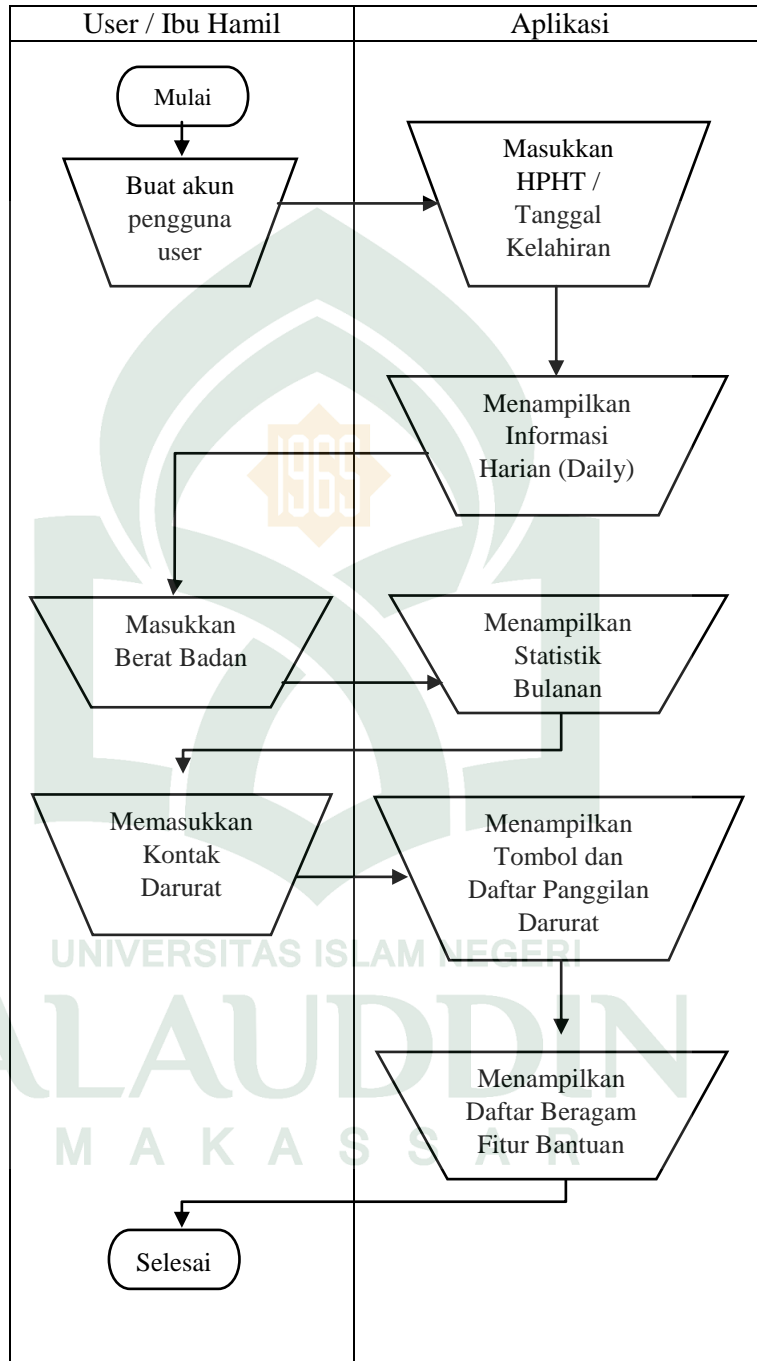 User / Ibu Hamil
Aplikasi
Mulai
Buat akun
pengguna
user
Masukkan
HPHT /
Tanggal
Kelahiran
Menampilkan
Informasi
Harian (Daily)
1965
Masukkan
Berat Badan
Menampilkan
Statistik
Bulanan
Memasukkan
Kontak
Darurat
Menampilkan
Tombol dan
Daftar Panggilan
Darurat
UNIVERSITAS ISLAM NEGERI
ALAUDDIN
MAKASSAR
Menampilkan
Daftar Beragam
Fitur Bantuan
Selesai